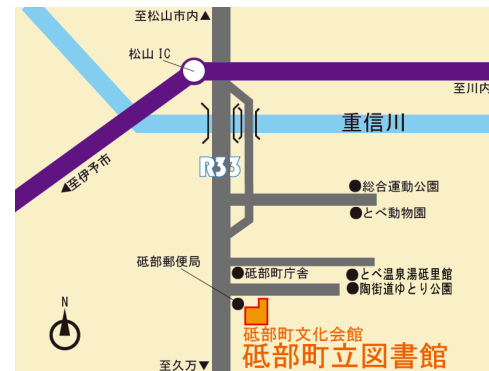 至松山市内▲
松山 IC
至川内
重信川
◀至伊予市
R33
●総合運動公園
●とべ動物園
砥部郵便局
●砥部町庁舎
●とべ温泉湯砥里館
●陶街道ゆとり公園
N
砥部町文化会館
砥部町立図書館
至久万▼